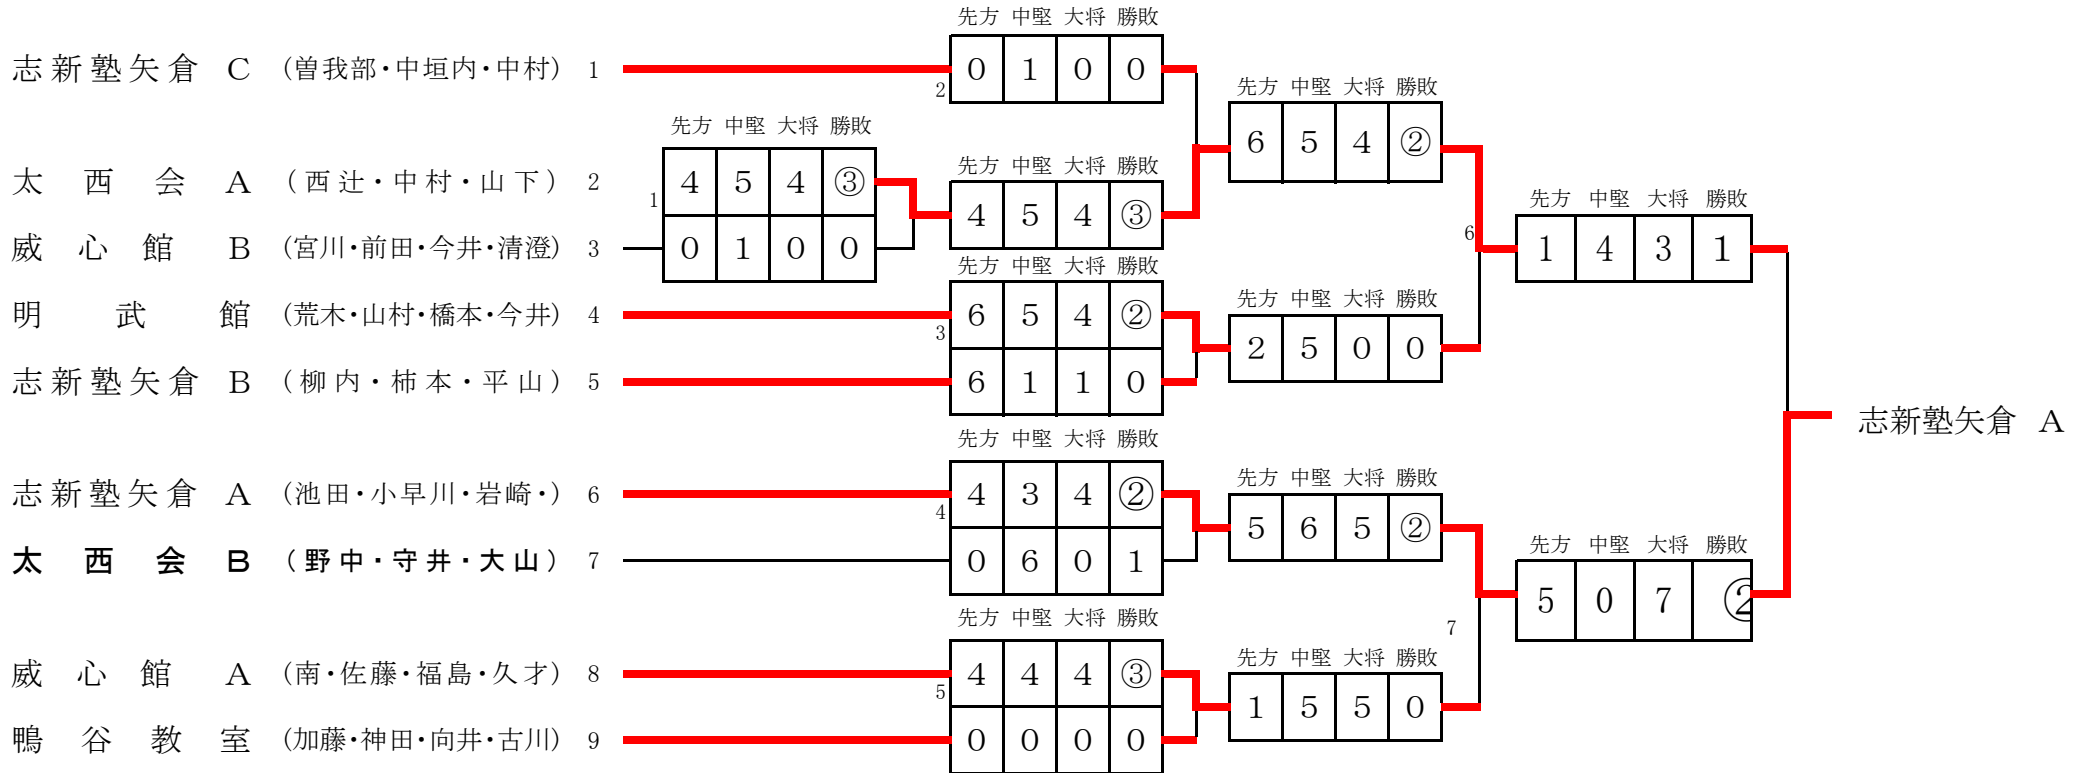 先方 中堅 大将 勝敗
志新塾矢倉 C (曽我部・中垣内・中村) 1
2
0 1 0 0
先方 中堅 大将 勝敗
6 5 4 ②
先方 中堅 大将 勝敗
太西会 A (西辻・中村・山下) 2
1
4 5 4 ③
先方 中堅 大将 勝敗
4 5 4 ③
先方 中堅 大将 勝敗
威心館 B (宮川・前田・今井・清澄) 3
0 1 0 0
6
1 4 3 1
先方 中堅 大将 勝敗
明武館 (荒木・山村・橋本・今井) 4
3
6 5 4 ②
先方 中堅 大将 勝敗
2 5 0 0
志新塾矢倉 B (柳内・柿本・平山) 5
6 1 1 0
志新塾矢倉 A
先方 中堅 大将 勝敗
志新塾矢倉 A (池田・小早川・岩崎・) 6
4
4 3 4 ②
先方 中堅 大将 勝敗
5 6 5 ②
太西会B (野中・守井・大山) 7
0 6 0 1
先方 中堅 大将 勝敗
5 0 7 ②
先方 中堅 大将 勝敗
7
威心館 A (南・佐藤・福島・久才) 8
5
4 4 4 ③
先方 中堅 大将 勝敗
1 5 5 0
鴨谷教室 (加藤・神田・向井・古川) 9
0 0 0 0